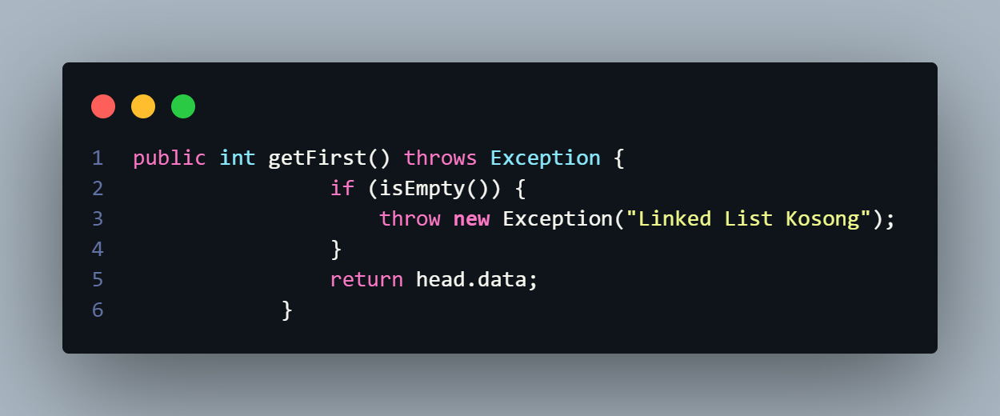 1 public int getFirst() throws Exception {
2                 if (isEmpty()) {
3                     throw new Exception("Linked List Kosong");
4                 }
5                 return head.data;
6             }